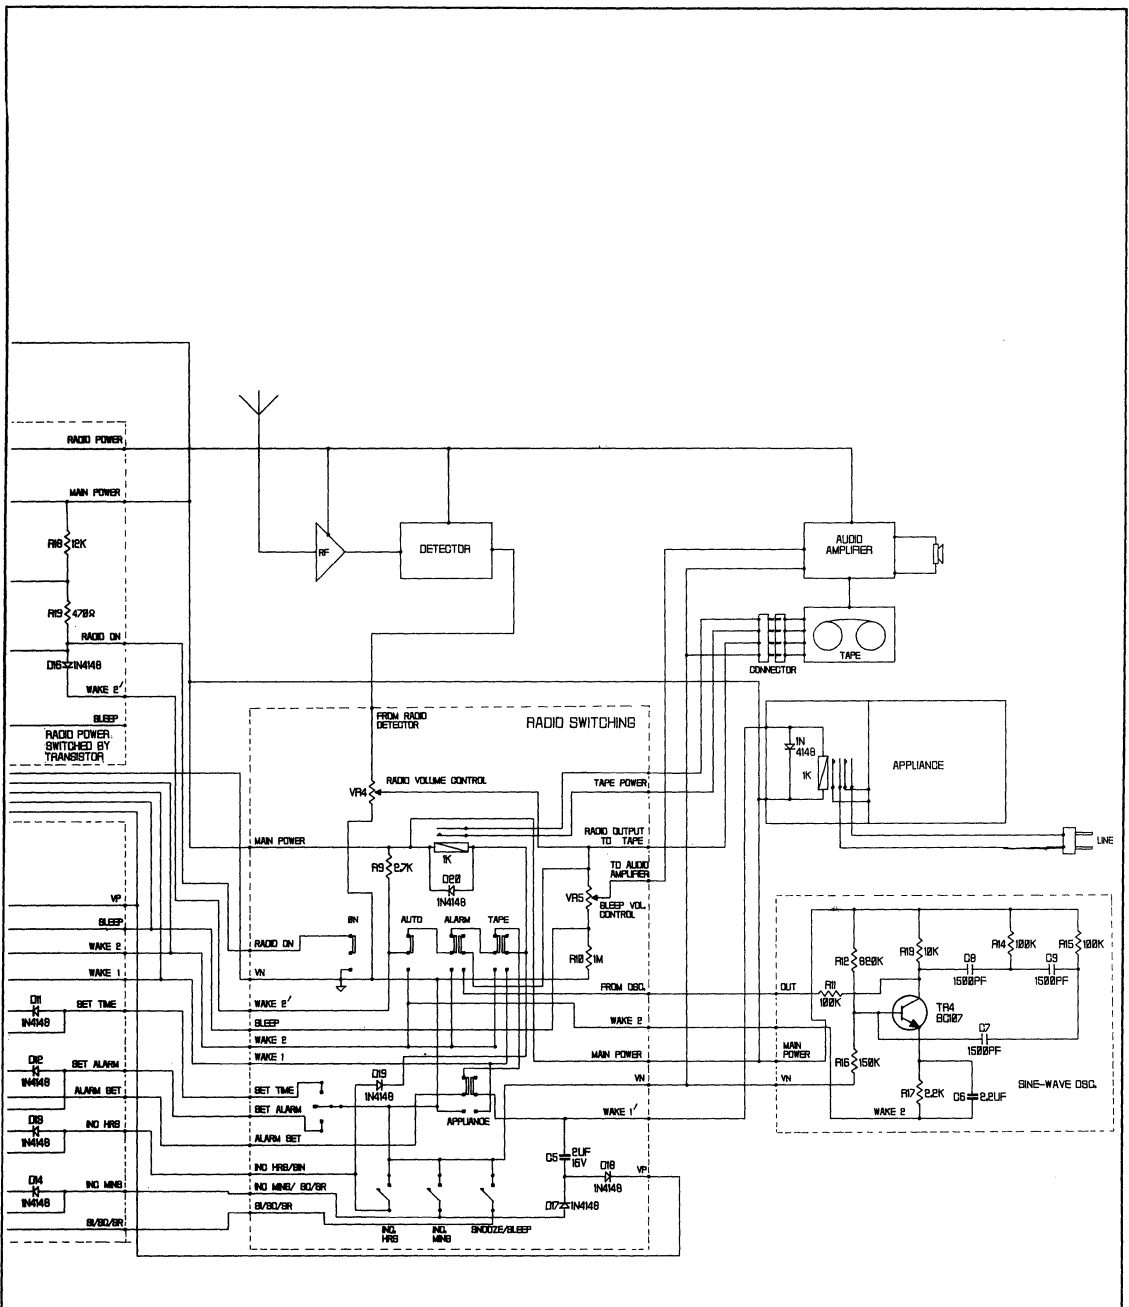 RADIO POWER
MAIN POWER
R18 12K
R19 470Ω
RADIO ON
D16 1N4148
WAKE 2'
SLEEP
RADIO POWER
SWITCHED BY
TRANSISTOR
RF
DETECTOR
AUDIO
AMPLIFIER
TAPE
CONNECTOR
FROM RADIO
DETECTOR
RADIO SWITCHING
VR4
RADIO VOLUME CONTROL
TAPE POWER
1N
4148
1K
APPLIANCE
LINE
MAIN POWER
R9 2.7K
1K
D20
1N4148
RADIO OUTPUT
TO TAPE
TO AUDIO
AMPLIFIER
VR5
SLEEP VOL.
CONTROL
VP
SLEEP
WAKE 2
WAKE 1
ON
AUTO
ALARM
TAPE
RADIO ON
VN
R10 1M
FROM OSC.
WAKE 2'
SLEEP
WAKE 2
WAKE 1
WAKE 2
MAIN POWER
VN
OUT
R11
100K
R12 820K
R13 10K
R14 100K
R15 100K
C8
1500PF
C9
1500PF
TR4
BC107
C7
1500PF
MAIN
POWER
VN
R16 150K
R17 2.2K
C6 2.2UF
WAKE 2
SINE-WAVE OSC.
D11
1N4148
SET TIME
D12
1N4148
SET ALARM
ALARM SET
D13
1N4148
INC HRS
D14
1N4148
INC MINS
SI/SO/SR
D19
1N4148
SET TIME
SET ALARM
APPLIANCE
WAKE 1'
ALARM SET
INC HRS/SIN
INC MINS/ SO/SR
SI/SO/SR
C5 2UF
16V
D18
1N4148
VP
D17 1N4148
INC.
HRS
INC.
MINS
SNOOZE/SLEEP